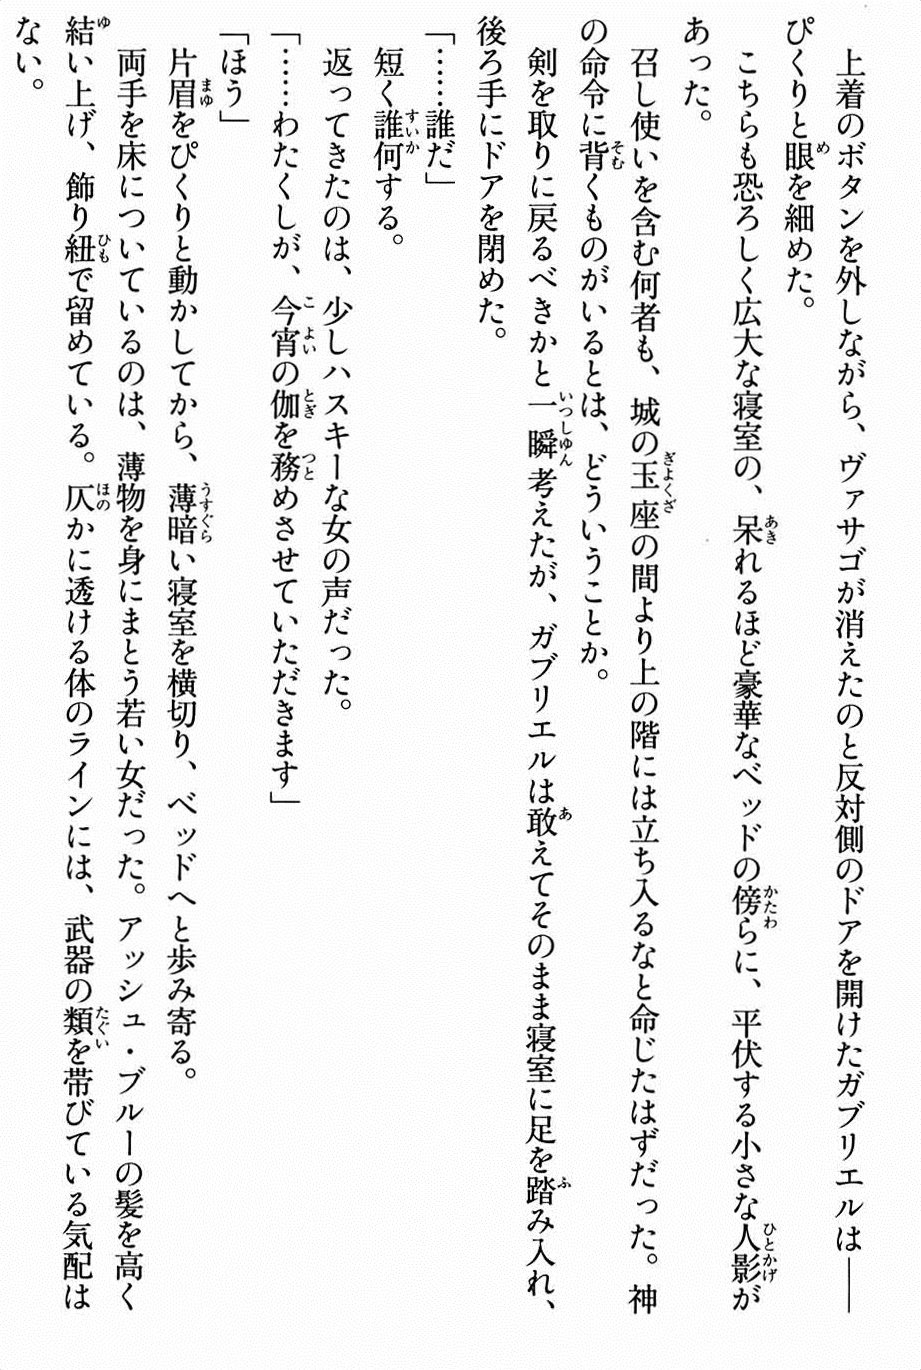 上着のボタンを外しながら、ヴァサゴが消えたのと反対側のドアを開けたガブリエルは──
ぴくりと眼を細めた。
こちらも恐ろしく広大な寝室の、呆れるほど豪華なベッドの傍らに、平伏する小さな人影が
あった。
召し使いを含む何者も、城の玉座の間より上の階には立ち入るなと命じたはずだった。神
の命令に背くものがいるとは、どういうことか。
剣を取りに戻るべきかと一瞬考えたが、ガブリエルは敢えてそのまま寝室に足を踏み入れ、
後ろ手にドアを閉めた。
「……誰だ」
短く誰何する。
返ってきたのは、少しハスキーな女の声だった。
「……わたくしが、今宵の伽を務めさせていただきます」
「ほう」
片眉をぴくりと動かしてから、薄暗い寝室を横切り、ベッドへと歩み寄る。
両手を床についているのは、薄物を身にまとう若い女だった。アッシュ・ブルーの髪を高く
結い上げ、飾り紐で留めている。仄かに透ける体のラインには、武器の類を帯びている気配は
ない。